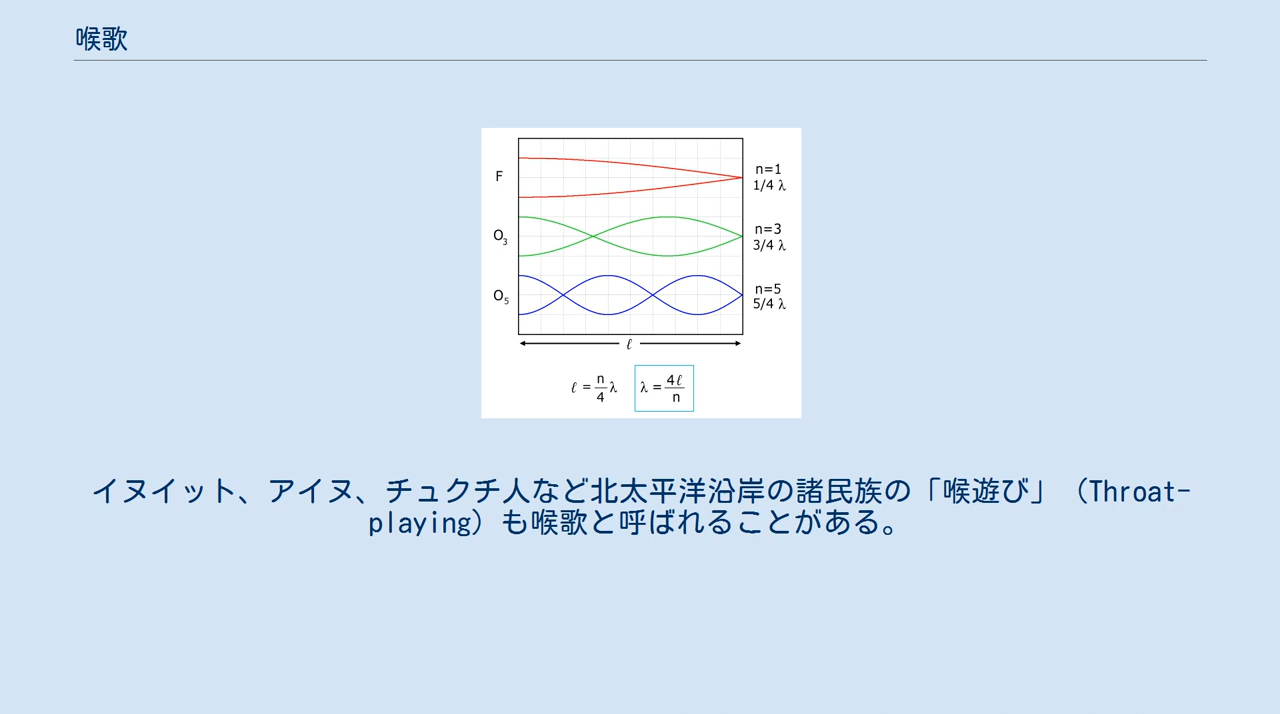 喉歌
F
n=1
1/4 λ
O₃
n=3
3/4 λ
O₅
n=5
5/4 λ
ℓ
ℓ = n/4 λ
λ = 4ℓ/n
イヌイット、アイヌ、チュクチ人など北太平洋沿岸の諸民族の「喉遊び」（Throat-
playing）も喉歌と呼ばれることがある。